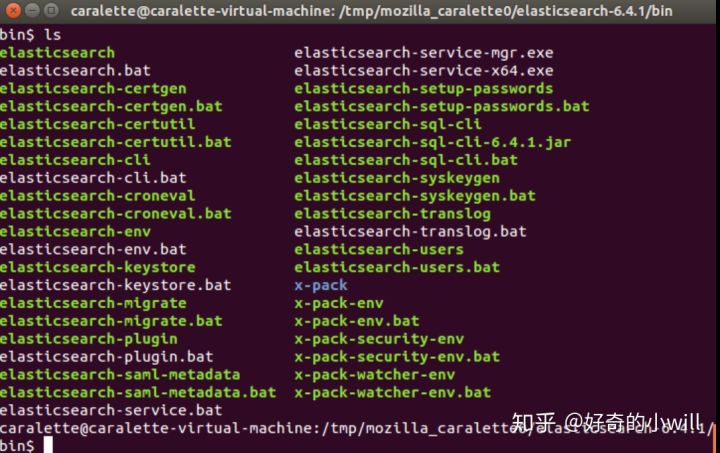 caralette@caralette-virtual-machine: /tmp/mozilla_caralette0/elasticsearch-6.4.1/bin
bin$ ls
elasticsearch elasticsearch-service-mgr.exe
elasticsearch.bat elasticsearch-service-x64.exe
elasticsearch-certgen elasticsearch-setup-passwords
elasticsearch-certgen.bat elasticsearch-setup-passwords.bat
elasticsearch-certutil elasticsearch-sql-cli
elasticsearch-certutil.bat elasticsearch-sql-cli-6.4.1.jar
elasticsearch-cli elasticsearch-sql-cli.bat
elasticsearch-cli.bat elasticsearch-syskeygen
elasticsearch-croneval elasticsearch-syskeygen.bat
elasticsearch-croneval.bat elasticsearch-translog
elasticsearch-env elasticsearch-translog.bat
elasticsearch-env.bat elasticsearch-users
elasticsearch-keystore elasticsearch-users.bat
elasticsearch-keystore.bat x-pack
elasticsearch-migrate x-pack-env
elasticsearch-migrate.bat x-pack-env.bat
elasticsearch-plugin x-pack-security-env
elasticsearch-plugin.bat x-pack-security-env.bat
elasticsearch-saml-metadata x-pack-watcher-env
elasticsearch-saml-metadata.bat x-pack-watcher-env.bat
elasticsearch-service.bat
知乎 @好奇的小will
caralette@caralette-virtual-machine:/tmp/mozilla_caralette0/elasticsearch-6.4.1/
bin$